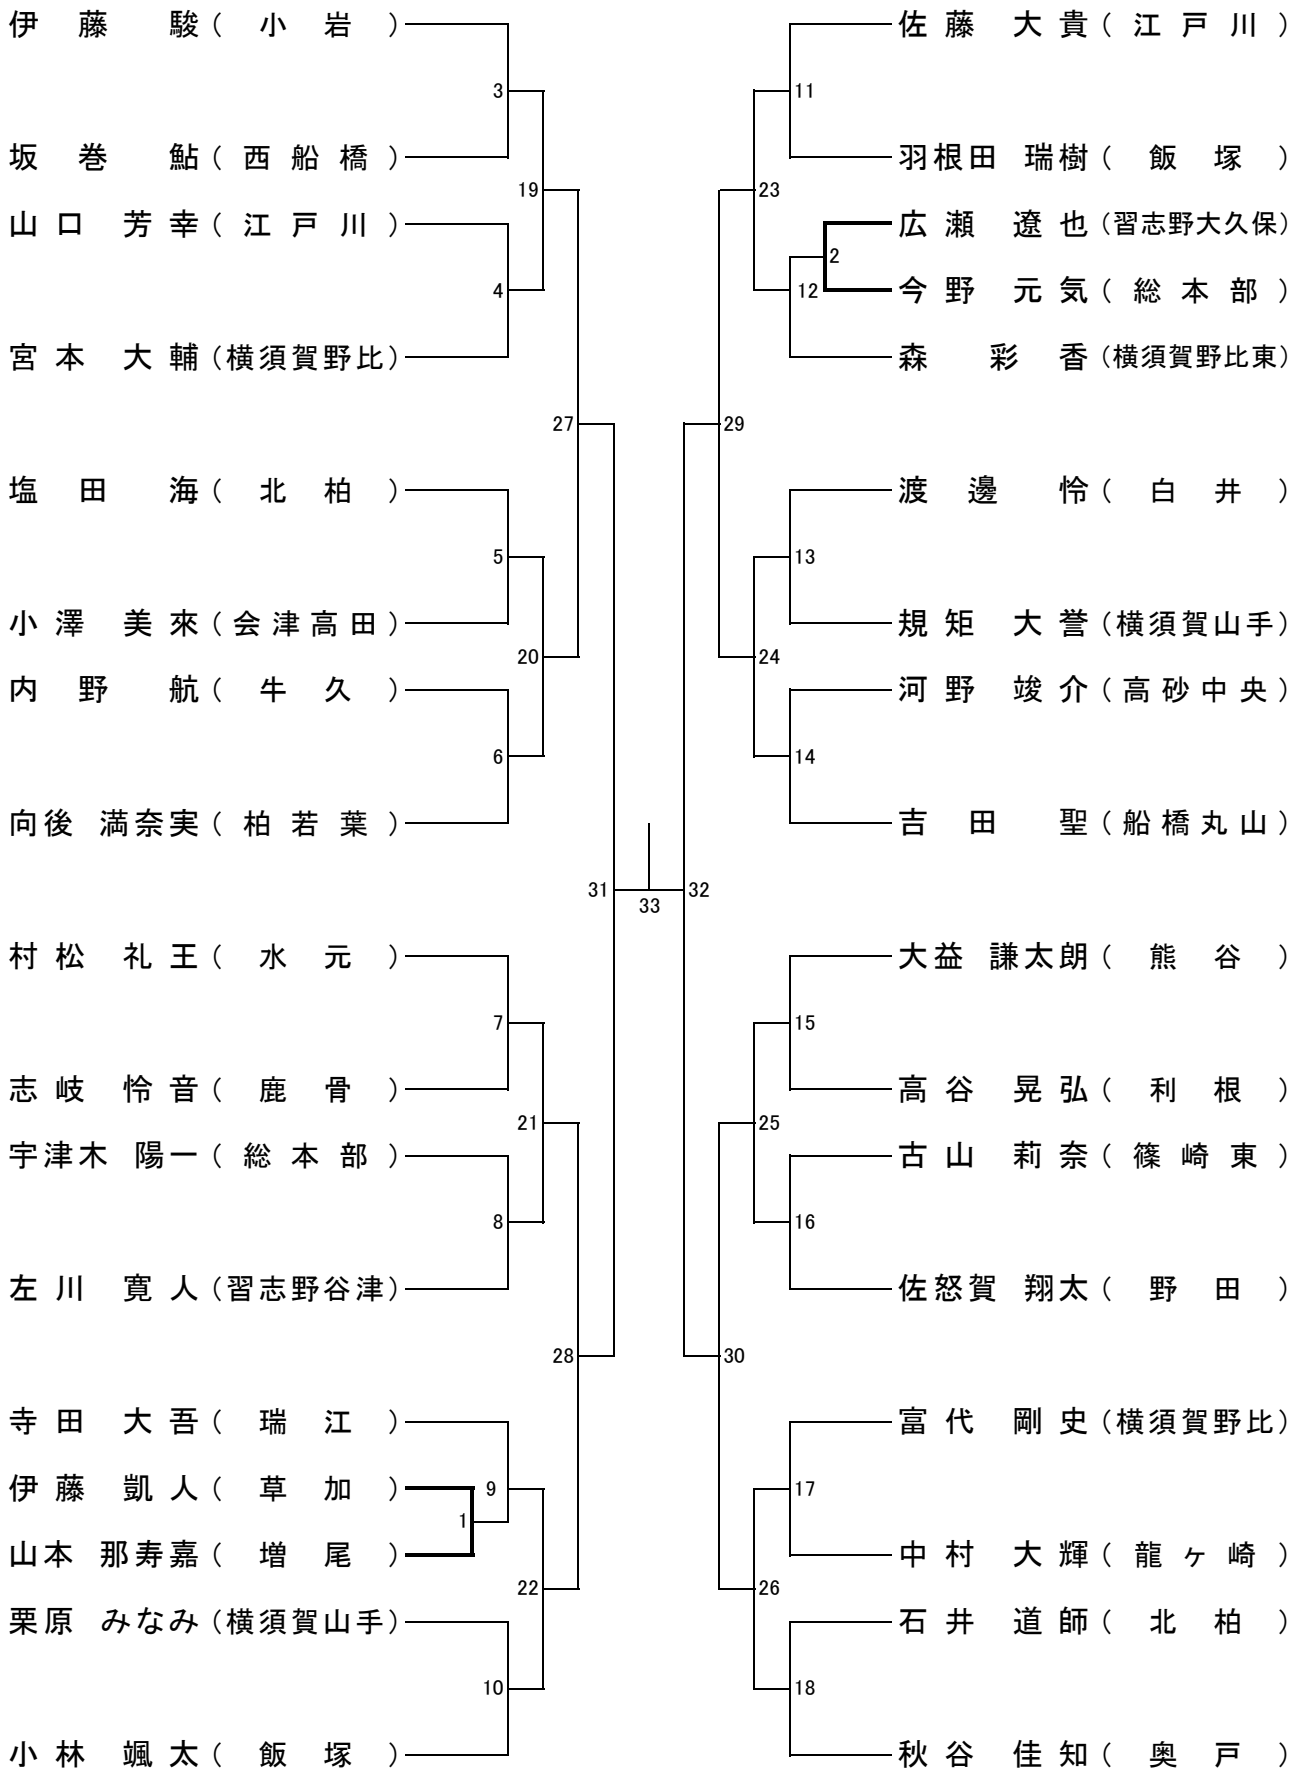 伊藤 駿（小岩）
3
坂巻 鮎（西船橋）
19
山口 芳幸（江戸川）
4
宮本 大輔（横須賀野比）
27
塩田 海（北柏）
5
小澤 美來（会津高田）
20
内野 航（牛久）
6
向後 満奈実（柏若葉）
31
村松 礼王（水元）
7
志岐 怜音（鹿骨）
21
宇津木 陽一（総本部）
8
左川 寛人（習志野谷津）
28
寺田 大吾（瑞江）
9
伊藤 凱人（草加）
1
山本 那寿嘉（増尾）
22
栗原 みなみ（横須賀山手）
10
小林 颯太（飯塚）
33
佐藤 大貴（江戸川）
11
羽根田 瑞樹（飯塚）
23
広瀬 遼也（習志野大久保）
2
12
今野 元気（総本部）
森 彩香（横須賀野比東）
29
渡邊 怜（白井）
13
規矩 大誉（横須賀山手）
24
河野 竣介（高砂中央）
14
吉田 聖（船橋丸山）
32
大益 謙太朗（熊谷）
15
高谷 晃弘（利根）
25
古山 莉奈（篠崎東）
16
佐怒賀 翔太（野田）
30
富代 剛史（横須賀野比）
17
中村 大輝（龍ヶ崎）
26
石井 道師（北柏）
18
秋谷 佳知（奥戸）